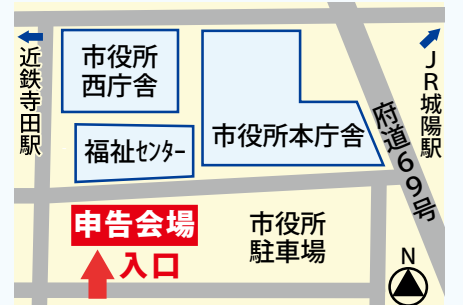 近鉄寺田駅
市役所
西庁舎
福祉ｾﾝﾀｰ
市役所本庁舎
JR城陽駅
府道69号
申告会場
入口
市役所
駐車場
N